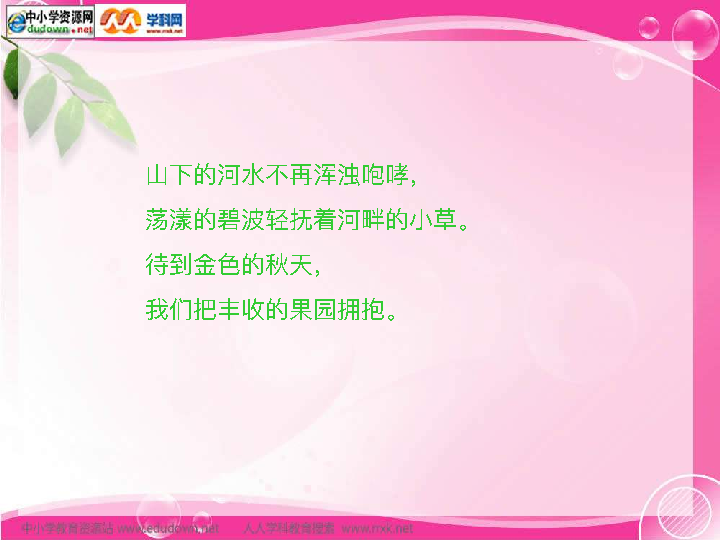 中小学资源网
edudown.net
学科网
www.nxk.net
山下的河水不再浑浊咆哮，
荡漾的碧波轻抚着河畔的小草。
待到金色的秋天，
我们把丰收的果园拥抱。
中小学教育资源站 www.edudown.net 人人学科教育搜索 www.nxk.net